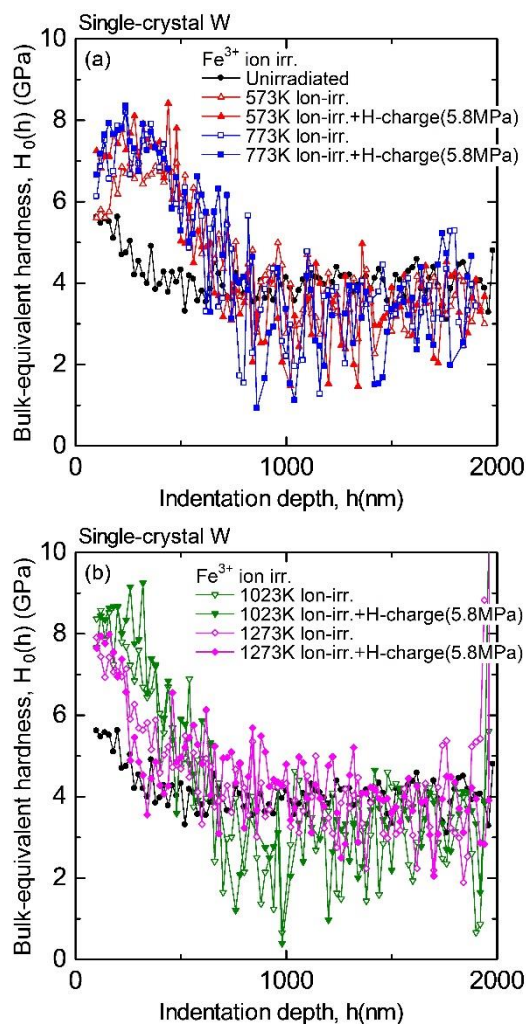 Single-crystal W
(a)
Fe3+ ion irr.
Unirradiated
573K Ion-irr.
573K Ion-irr.+H-charge(5.8MPa)
773K Ion-irr.
773K Ion-irr.+H-charge(5.8MPa)
Bulk-equivalent hardness, H0(h) (GPa)
10
8
6
4
2
0
0 1000 2000
Indentation depth, h(nm)
Single-crystal W
(b)
Fe3+ ion irr.
1023K Ion-irr.
1023K Ion-irr.+H-charge(5.8MPa)
1273K Ion-irr.
1273K Ion-irr.+H-charge(5.8MPa)
Bulk-equivalent hardness, H0(h) (GPa)
10
8
6
4
2
0
0 1000 2000
Indentation depth, h(nm)